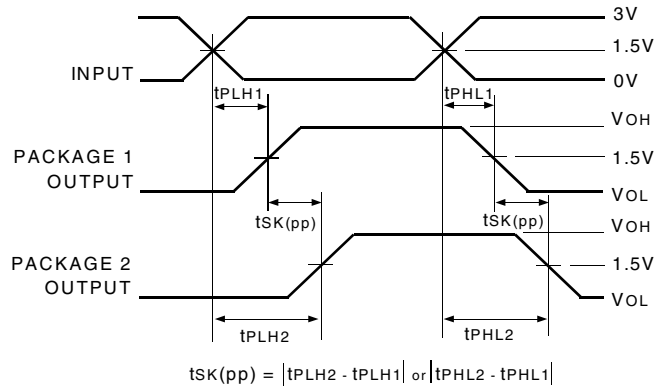 3V
1.5V
INPUT
0V
tPLH1
tPHL1
VOH
PACKAGE 1
OUTPUT
1.5V
VOL
tSK(pp)
tSK(pp)
VOH
PACKAGE 2
OUTPUT
1.5V
VOL
tPLH2
tPHL2
tSK(pp) = |tPLH2 - tPLH1| or |tPHL2 - tPHL1|